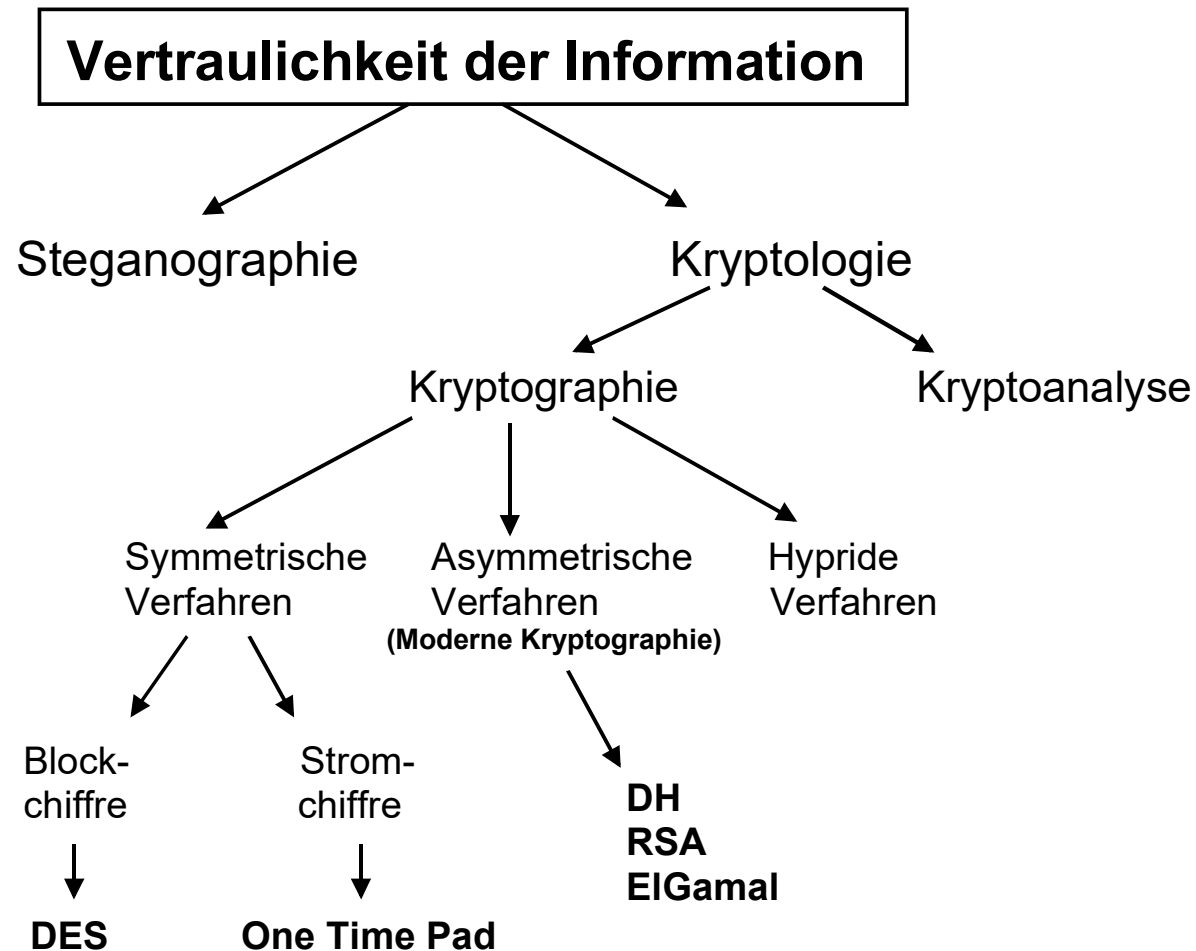 Vertraulichkeit der Information
Steganographie
Kryptologie
Kryptographie
Kryptoanalyse
Symmetrische
Verfahren
Asymmetrische
Verfahren
(Moderne Kryptographie)
Hypride
Verfahren
Block-
chiffre
Strom-
chiffre
DH
RSA
ElGamal
DES
One Time Pad